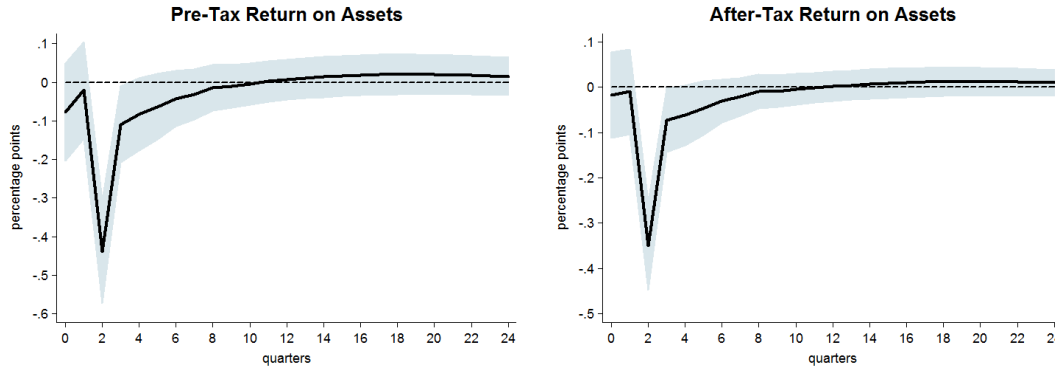 Pre-Tax Return on Assets
percentage points
.1
0
-.1
-.2
-.3
-.4
-.5
-.6
0 2 4 6 8 10 12 14 16 18 20 22 24
quarters
After-Tax Return on Assets
percentage points
.1
0
-.1
-.2
-.3
-.4
-.5
0 2 4 6 8 10 12 14 16 18 20 22 24
quarters